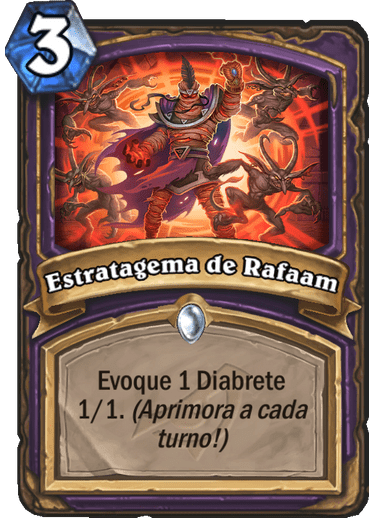 3
Estratagema de Rafaam
Evoque 1 Diabrete
1/1. (Aprimora a cada
turno!)